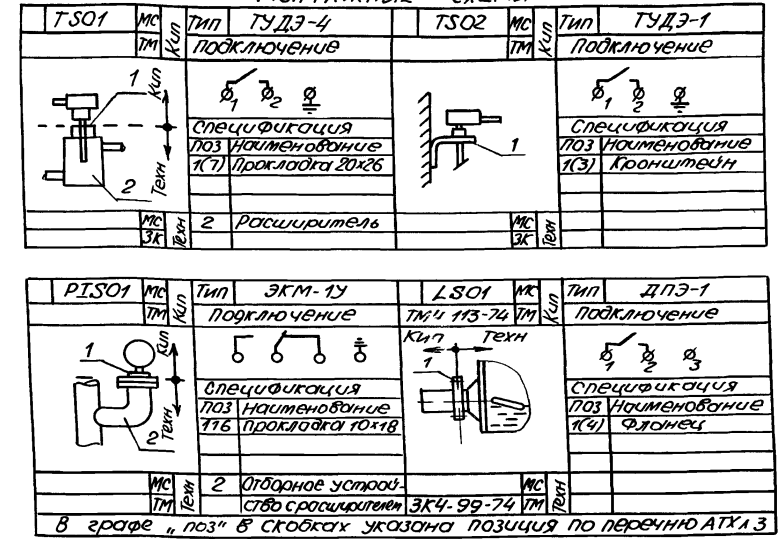 TS01 МС Кип Тип ТУДЭ-4
ТМ Подключение
1 Кип
1 2
Спецификация
Поз Наименование
1(7) Прокладка 20х26
2 Техн
МС Техн 2 Расширитель
ЗК
TS02 МС Кип Тип ТУДЭ-1
ТМ Подключение
1 2
1
Спецификация
Поз Наименование
1(3) Кронштейн
МС Техн
ЗК
PIS01 МС Кип Тип ЭКМ-1У
ТМ Подключение
1 Кип
Спецификация
Поз Наименование
116 Прокладка 10х18
2 Техн
МС Техн 2 Отборное устрой-
ТМ ство с расширителем
LS01 МС Кип Тип ДПЭ-1
ТМ4 113-74 ТМ Подключение
Кип Техн
1
1 2 3
Спецификация
Поз Наименование
1(4) Фланец
МС Техн
ЗК4-99-74 ТМ
В графе „поз" в скобках указана позиция по перечню АТХ л 3